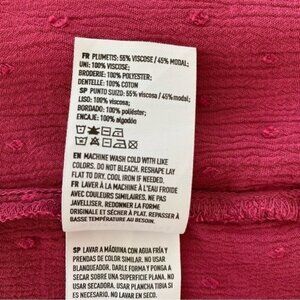 FR PLUMETIS: 55% VISCOSE / 45% MODAL;
UNI: 100% VISCOSE;
BRODERIE: 100% POLYESTER;
DENTELLE: 100% COTON
SP PUNTO SUIZO: 55% viscosa / 45% modal;
LISO: 100% viscosa;
BORDADO: 100% poliéster;
ENCAJE: 100% algodón
EN MACHINE WASH COLD WITH LIKE
COLORS. DO NOT BLEACH. RESHAPE LAY
FLAT TO DRY. COOL IRON IF NEEDED.
FR LAVER À LA MACHINE À L'EAU FROIDE
AVEC COULEURS SIMILAIRES. NE PAS
JAVELLISER. REDONNER LA FORME
ORIGINALE ET SÉCHER À PLAT. REPASSER À
BASSE TEMPÉRATURE AU BESOIN.
SP LAVAR A MÁQUINA CON AGUA FRÍA Y
PRENDAS DE COLOR SIMILAR. NO USAR
BLANQUEADOR. DARLE FORMA Y PONGA A
SECAR SOBRE UNA SUPERFICIE PLANA.
NO USAR SECADORA. USAR PLANCHA TIBIA SI
ES NECESARIO.